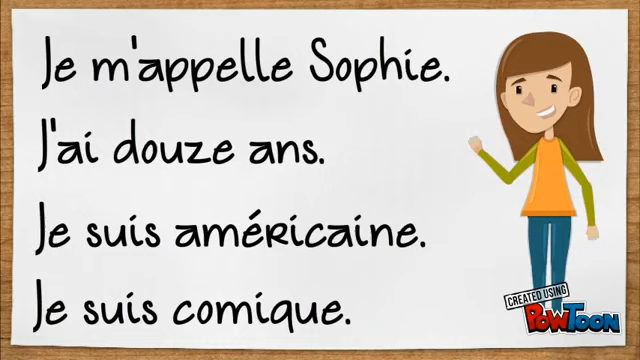 Je m'appelle Sophie.
J'ai douze ans.
Je suis américaine.
Je suis comique.
CREATED USING
POWTOON